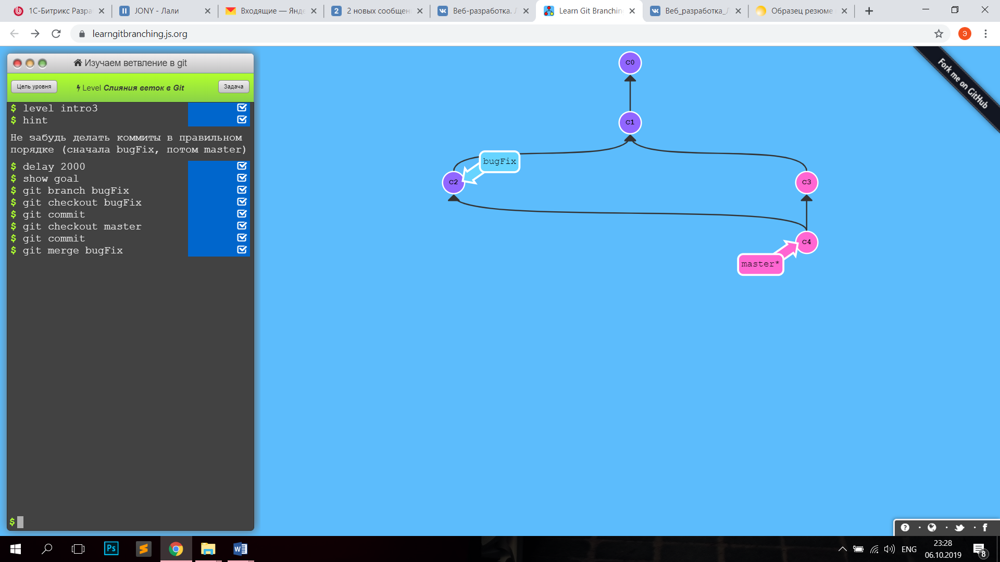 1С-Битрикс Разра
JONY - Лали
Входящие — Янде
2 новых сообщен
Веб-разработка. Л
Learn Git Branchin
Веб_разработка_Л
Образец резюме
learngitbranching.js.org
Э
Изучаем ветвление в git
Цель уровня
Level Слияния веток в Git
Задача
$ level intro3
$ hint
Не забудь делать коммиты в правильном
порядке (сначала bugFix, потом master)
$ delay 2000
$ show goal
$ git branch bugFix
$ git checkout bugFix
$ git commit
$ git checkout master
$ git commit
$ git merge bugFix
$
C0
C1
bugFix
C2
C3
C4
master*
Fork me on GitHub
ENG
23:28
06.10.2019
8